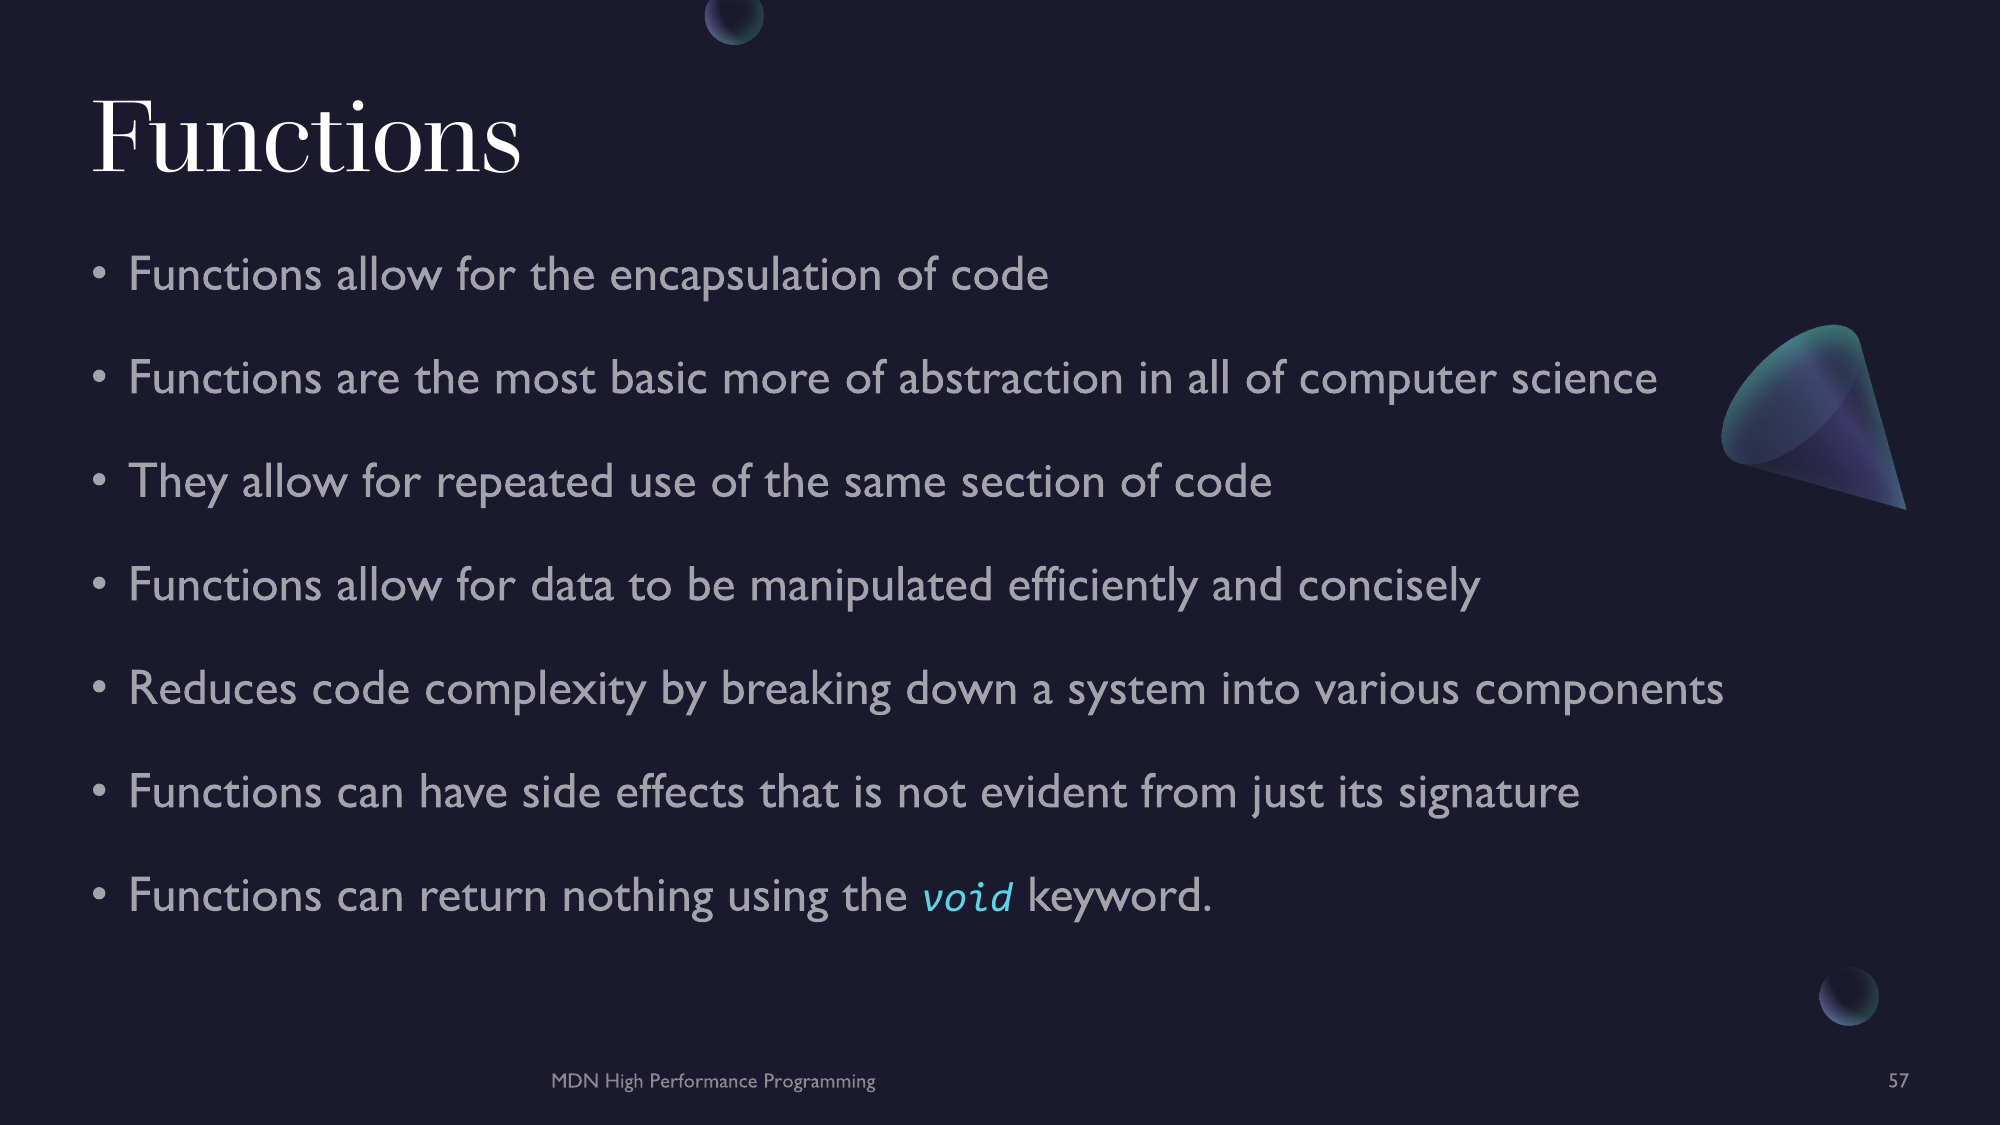 Functions
• Functions allow for the encapsulation of code
• Functions are the most basic more of abstraction in all of computer science
• They allow for repeated use of the same section of code
• Functions allow for data to be manipulated efficiently and concisely
• Reduces code complexity by breaking down a system into various components
• Functions can have side effects that is not evident from just its signature
• Functions can return nothing using the void keyword.
MDN High Performance Programming
57